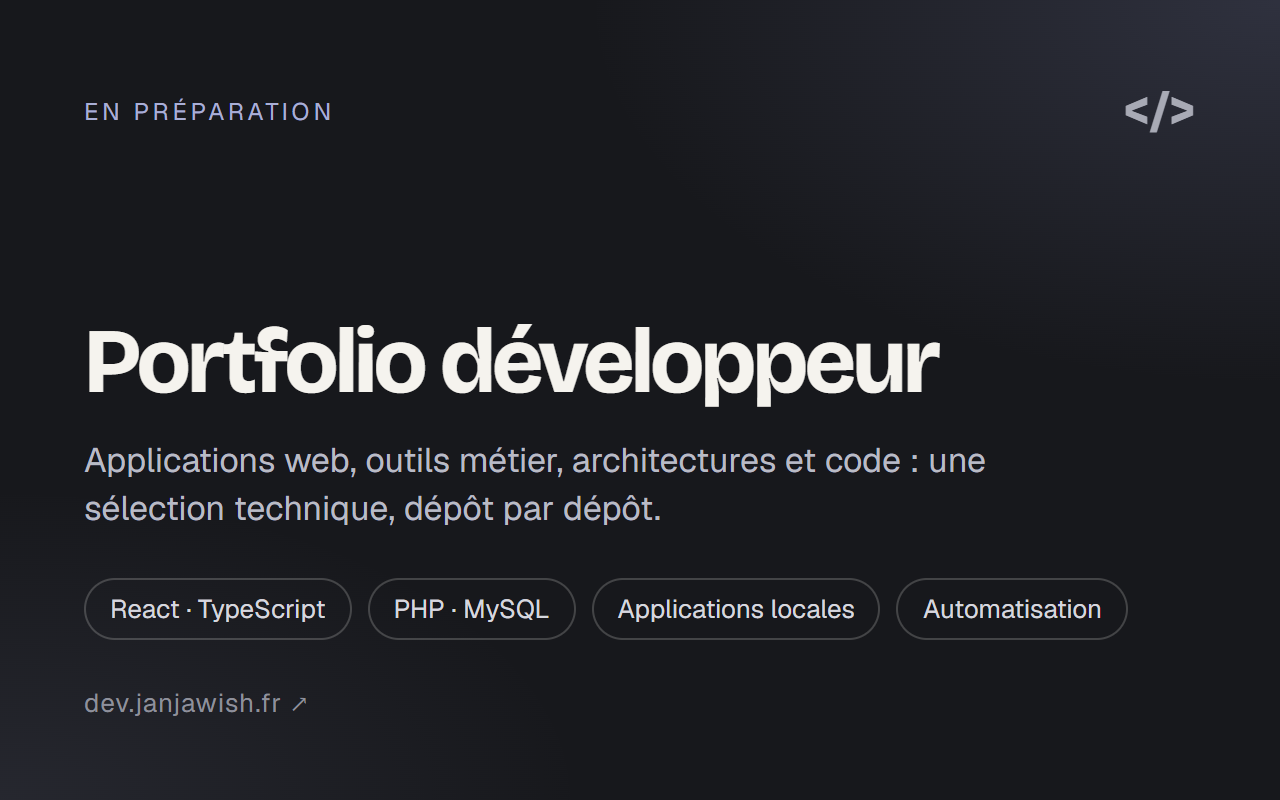 EN PRÉPARATION
</>
Portfolio développeur
Applications web, outils métier, architectures et code : une
sélection technique, dépôt par dépôt.
React · TypeScript
PHP · MySQL
Applications locales
Automatisation
dev.janjawish.fr ↗